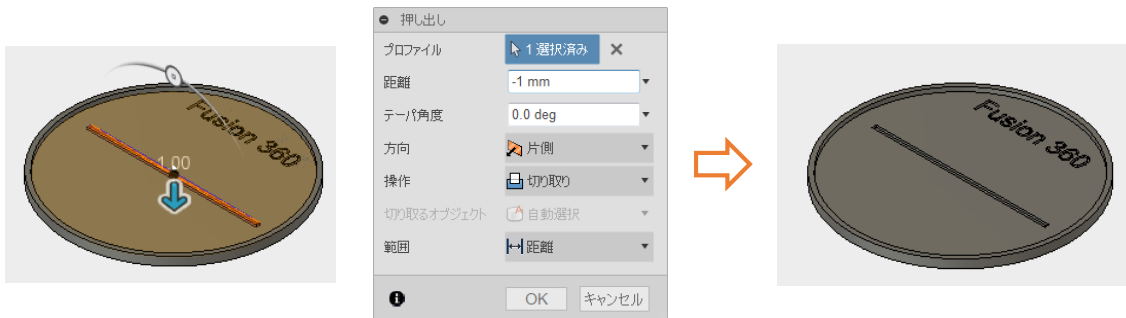 Fusion 360
1.00
押し出し
プロファイル
1 選択済み
距離
-1 mm
テーパ角度
0.0 deg
方向
片側
操作
切り取り
切り取るオブジェクト
自動選択
範囲
距離
OK
キャンセル
Fusion 360